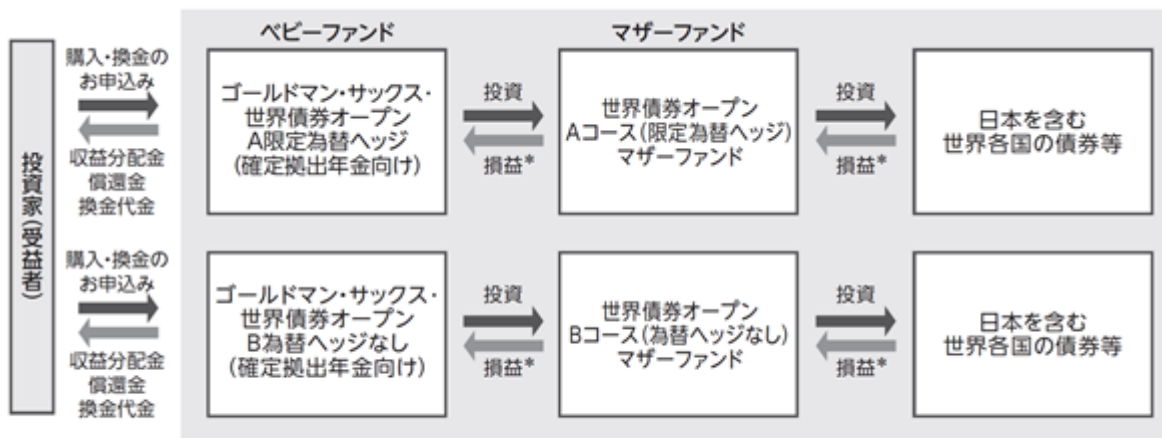 ベビーファンド
マザーファンド
投資家(受益者)
購入・換金の
お申込み
収益分配金
償還金
換金代金
ゴールドマン・サックス・
世界債券オープン
A限定為替ヘッジ
(確定拠出年金向け)
投資
損益*
世界債券オープン
Aコース(限定為替ヘッジ)
マザーファンド
投資
損益*
日本を含む
世界各国の債券等
購入・換金の
お申込み
収益分配金
償還金
換金代金
ゴールドマン・サックス・
世界債券オープン
B為替ヘッジなし
(確定拠出年金向け)
投資
損益*
世界債券オープン
Bコース(為替ヘッジなし)
マザーファンド
投資
損益*
日本を含む
世界各国の債券等